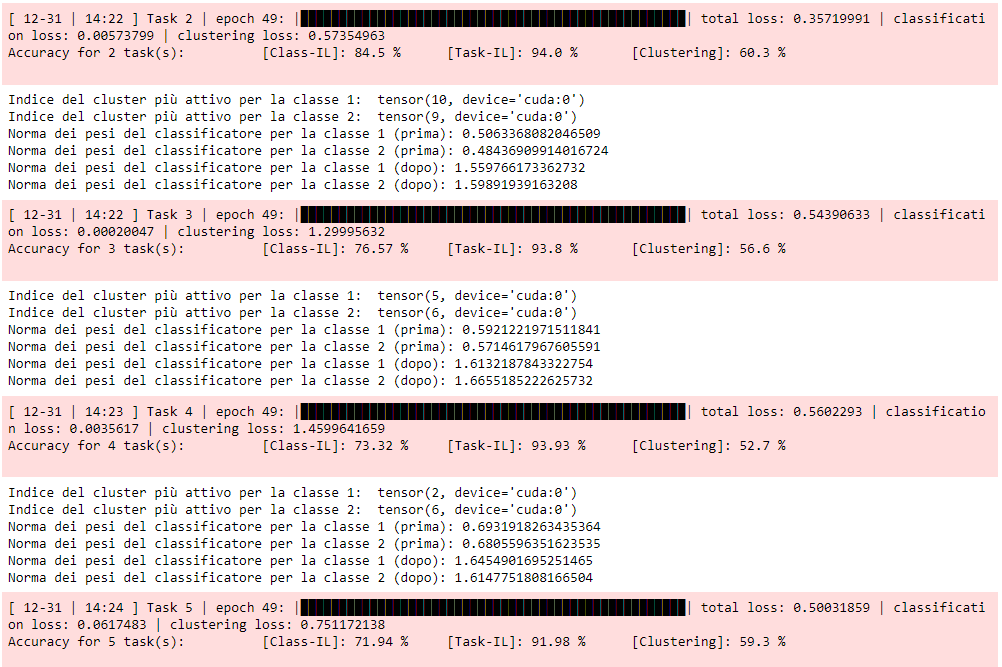 [ 12-31 | 14:22 ] Task 2 | epoch 49: || total loss: 0.35719991 | classificati
on loss: 0.00573799 | clustering loss: 0.57354963
Accuracy for 2 task(s): [Class-IL]: 84.5 % [Task-IL]: 94.0 % [Clustering]: 60.3 %
Indice del cluster più attivo per la classe 1: tensor(10, device='cuda:0')
Indice del cluster più attivo per la classe 2: tensor(9, device='cuda:0')
Norma dei pesi del classificatore per la classe 1 (prima): 0.5063368082046509
Norma dei pesi del classificatore per la classe 2 (prima): 0.48436909914016724
Norma dei pesi del classificatore per la classe 1 (dopo): 1.559766173362732
Norma dei pesi del classificatore per la classe 2 (dopo): 1.59891939163208
[ 12-31 | 14:22 ] Task 3 | epoch 49: || total loss: 0.54390633 | classificati
on loss: 0.00020047 | clustering loss: 1.29995632
Accuracy for 3 task(s): [Class-IL]: 76.57 % [Task-IL]: 93.8 % [Clustering]: 56.6 %
Indice del cluster più attivo per la classe 1: tensor(5, device='cuda:0')
Indice del cluster più attivo per la classe 2: tensor(6, device='cuda:0')
Norma dei pesi del classificatore per la classe 1 (prima): 0.5921221971511841
Norma dei pesi del classificatore per la classe 2 (prima): 0.5714617967605591
Norma dei pesi del classificatore per la classe 1 (dopo): 1.6132187843322754
Norma dei pesi del classificatore per la classe 2 (dopo): 1.6655185222625732
[ 12-31 | 14:23 ] Task 4 | epoch 49: || total loss: 0.5602293 | classificatio
n loss: 0.0035617 | clustering loss: 1.4599641659
Accuracy for 4 task(s): [Class-IL]: 73.32 % [Task-IL]: 93.93 % [Clustering]: 52.7 %
Indice del cluster più attivo per la classe 1: tensor(2, device='cuda:0')
Indice del cluster più attivo per la classe 2: tensor(6, device='cuda:0')
Norma dei pesi del classificatore per la classe 1 (prima): 0.6931918263435364
Norma dei pesi del classificatore per la classe 2 (prima): 0.6805596351623535
Norma dei pesi del classificatore per la classe 1 (dopo): 1.6454901695251465
Norma dei pesi del classificatore per la classe 2 (dopo): 1.6147751808166504
[ 12-31 | 14:24 ] Task 5 | epoch 49: || total loss: 0.50031859 | classificati
on loss: 0.0617483 | clustering loss: 0.751172138
Accuracy for 5 task(s): [Class-IL]: 71.94 % [Task-IL]: 91.98 % [Clustering]: 59.3 %